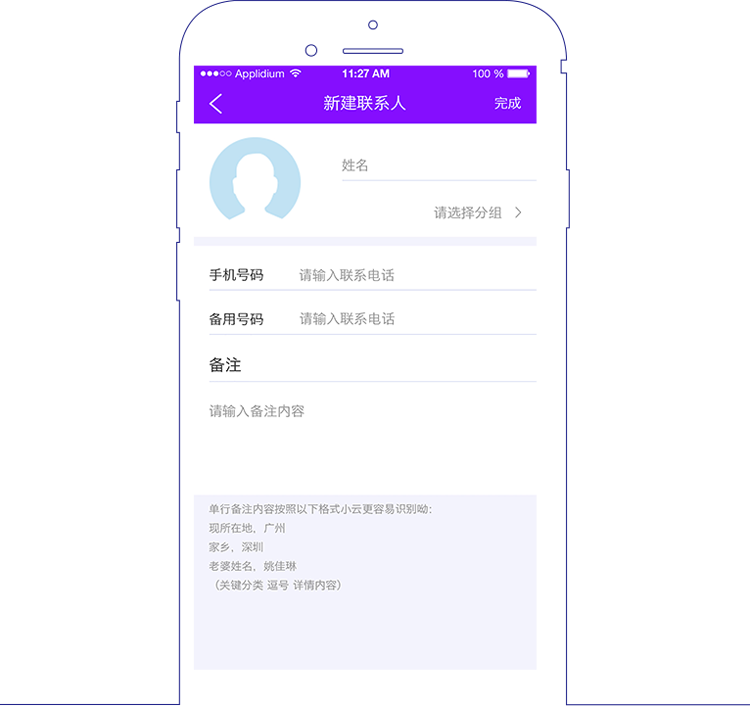 Applidium 11:27 AM 100 %
新建联系人 完成
姓名
请选择分组
手机号码 请输入联系电话
备用号码 请输入联系电话
备注
请输入备注内容
单行备注内容按照以下格式小云更容易识别呦：
现所在地，广州
家乡，深圳
老婆姓名，姚佳琳
（关键分类 逗号 详情内容）